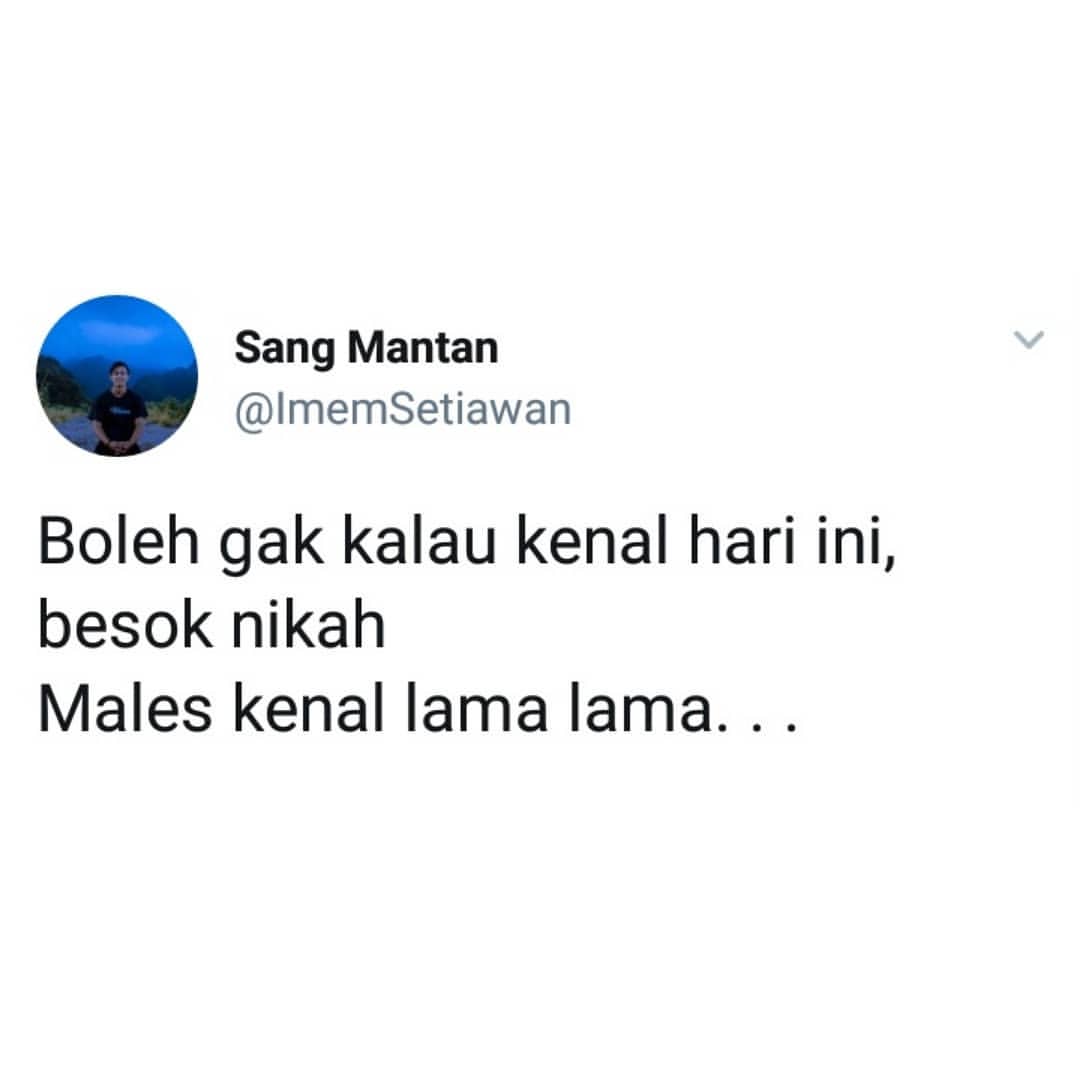 Sang Mantan
@ImemSetiawan
Boleh gak kalau kenal hari ini,
besok nikah
Males kenal lama lama. . .